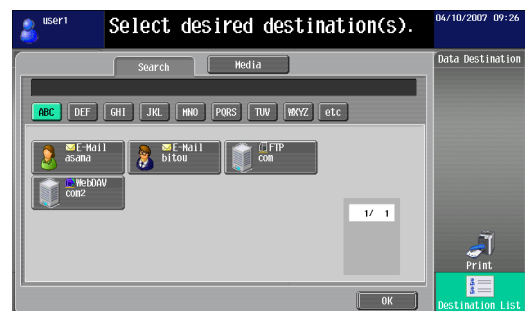 user1
Select desired destination(s).
04/10/2007 09:26
Data Destination
Search
Media
ABC DEF GHI JKL MNO PQRS TUV WXYZ etc
E-Mail
asama
E-Mail
bitou
FTP
com
WebDAV
com2
1/ 1
Print
OK
Destination List